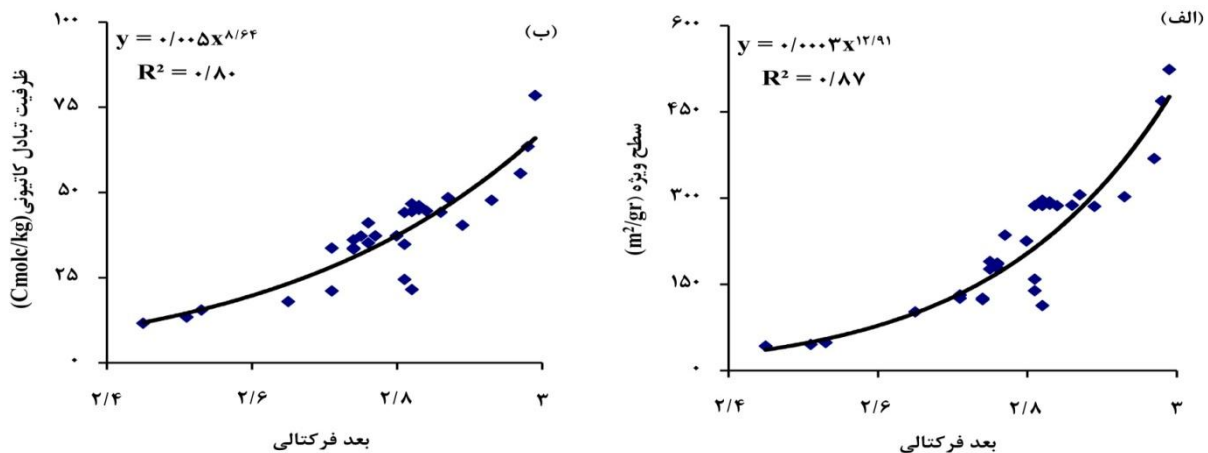 (الف)
y = ۰/۰۰۰۳x^۱۲/۹۱
R² = ۰/۸۷
سطح ویژه (m²/gr)
۶۰۰
۴۵۰
۳۰۰
۱۵۰
۰
۲/۴ ۲/۶ ۲/۸ ۳
بعد فرکتالی
(ب)
y = ۰/۰۰۵x^۸/۶۴
R² = ۰/۸۰
ظرفیت تبادل کاتیونی (Cmolc/kg)
۱۰۰
۷۵
۵۰
۲۵
۰
۲/۴ ۲/۶ ۲/۸ ۳
بعد فرکتالی